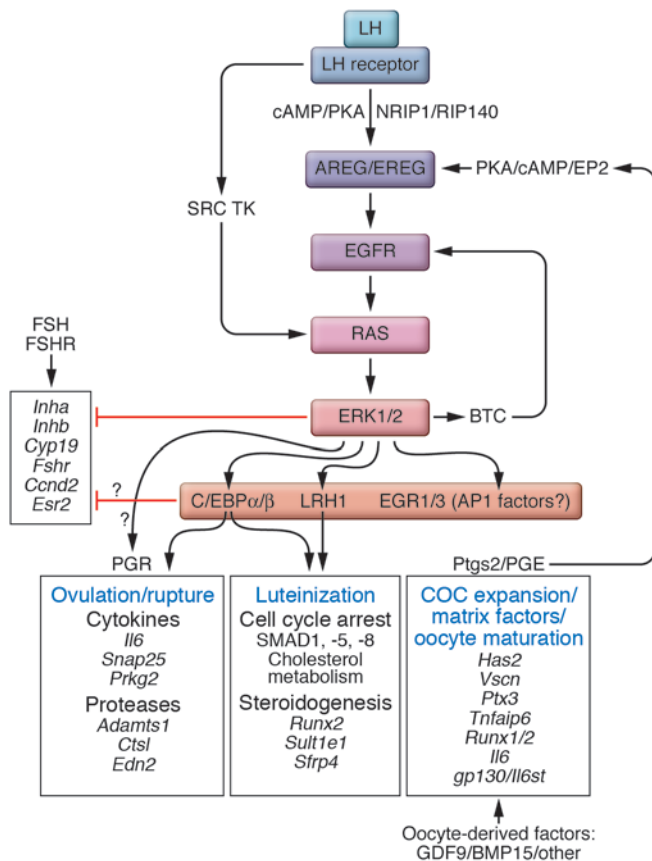 LH
LH receptor
cAMP/PKA NRIP1/RIP140
AREG/EREG
PKA/cAMP/EP2
SRC TK
EGFR
FSH
FSHR
RAS
Inha
Inhb
Cyp19
Fshr
Ccnd2
Esr2
ERK1/2
BTC
?
?
C/EBPα/β LRH1 EGR1/3 (AP1 factors?)
PGR
Ptgs2/PGE
Ovulation/rupture
Cytokines
Il6
Snap25
Prkg2
Proteases
Adamts1
Ctsl
Edn2
Luteinization
Cell cycle arrest
SMAD1, -5, -8
Cholesterol
metabolism
Steroidogenesis
Runx2
Sult1e1
Sfrp4
COC expansion/
matrix factors/
oocyte maturation
Has2
Vscn
Ptx3
Tnfaip6
Runx1/2
Il6
gp130/Il6st
Oocyte-derived factors:
GDF9/BMP15/other